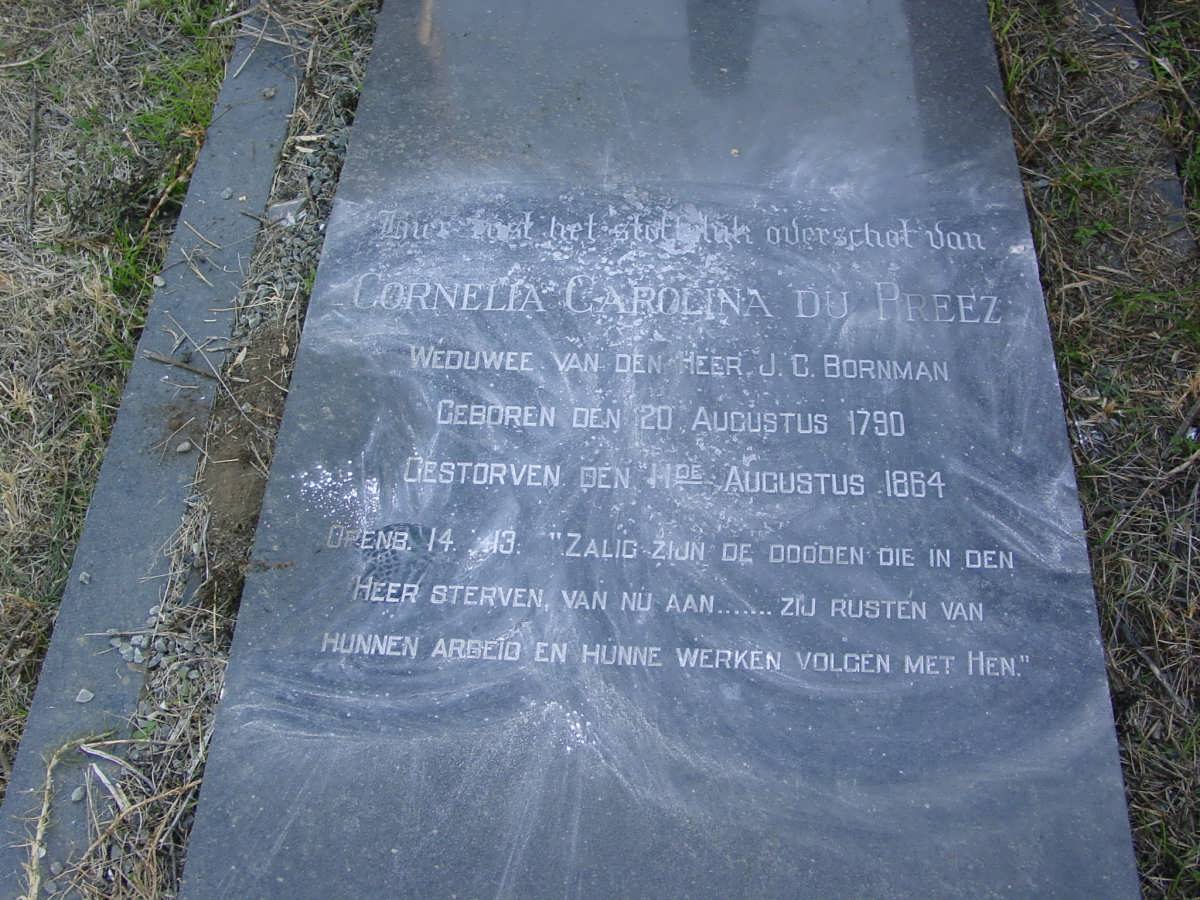 Hier rust het stoffelijk overschot van
CORNELIA CAROLINA DU PREEZ
WEDUWEE VAN DEN HEER J. C. BORNMAN
GEBOREN DEN 20 AUGUSTUS 1790
GESTORVEN DEN 11DE AUGUSTUS 1864
OPENB. 14. 13. "ZALIG ZIJN DE DOODEN DIE IN DEN
HEER STERVEN, VAN NU AAN....... ZIJ RUSTEN VAN
HUNNEN ARBEID EN HUNNE WERKEN VOLGEN MET HEN."